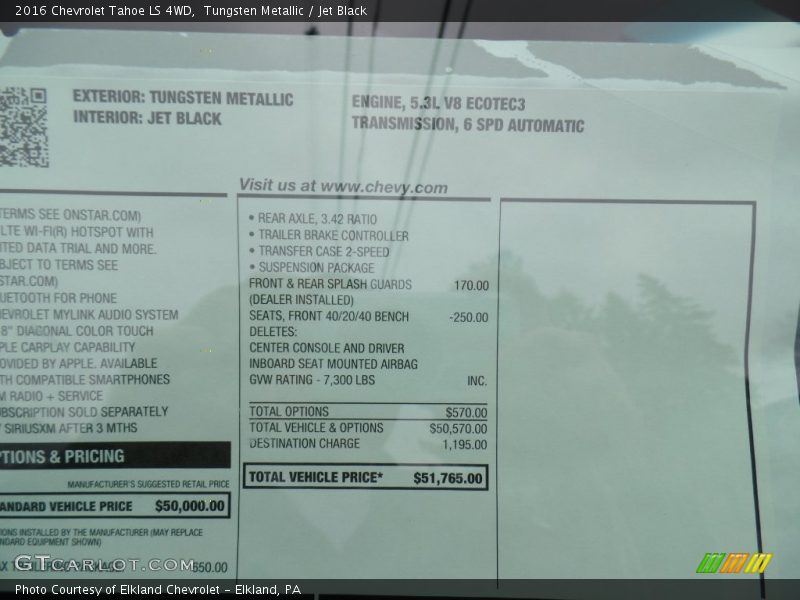 2016 Chevrolet Tahoe LS 4WD,  Tungsten Metallic / Jet Black
EXTERIOR: TUNGSTEN METALLIC
INTERIOR: JET BLACK
ENGINE, 5.3L V8 ECOTEC3
TRANSMISSION, 6 SPD AUTOMATIC
Visit us at www.chevy.com
TERMS SEE ONSTAR.COM)
LTE WI-FI(R) HOTSPOT WITH
ITED DATA TRIAL AND MORE.
BJECT TO TERMS SEE
STAR.COM)
UETOOTH FOR PHONE
HEVROLET MYLINK AUDIO SYSTEM
8" DIAGONAL COLOR TOUCH
PLE CARPLAY CAPABILITY
OVIDED BY APPLE. AVAILABLE
TH COMPATIBLE SMARTPHONES
M RADIO + SERVICE
UBSCRIPTION SOLD SEPARATELY
Y SIRIUSXM AFTER 3 MTHS
PTIONS & PRICING
MANUFACTURER'S SUGGESTED RETAIL PRICE
ANDARD VEHICLE PRICE $50,000.00
IONS INSTALLED BY THE MANUFACTURER (MAY REPLACE
NDARD EQUIPMENT SHOWN)
650.00
• REAR AXLE, 3.42 RATIO
• TRAILER BRAKE CONTROLLER
• TRANSFER CASE 2-SPEED
• SUSPENSION PACKAGE
FRONT & REAR SPLASH GUARDS 170.00
(DEALER INSTALLED)
SEATS, FRONT 40/20/40 BENCH -250.00
DELETES:
CENTER CONSOLE AND DRIVER
INBOARD SEAT MOUNTED AIRBAG
GVW RATING - 7,300 LBS INC.
TOTAL OPTIONS $570.00
TOTAL VEHICLE & OPTIONS $50,570.00
DESTINATION CHARGE 1,195.00
TOTAL VEHICLE PRICE* $51,765.00
GTcarlot.com
Photo Courtesy of Elkland Chevrolet - Elkland, PA